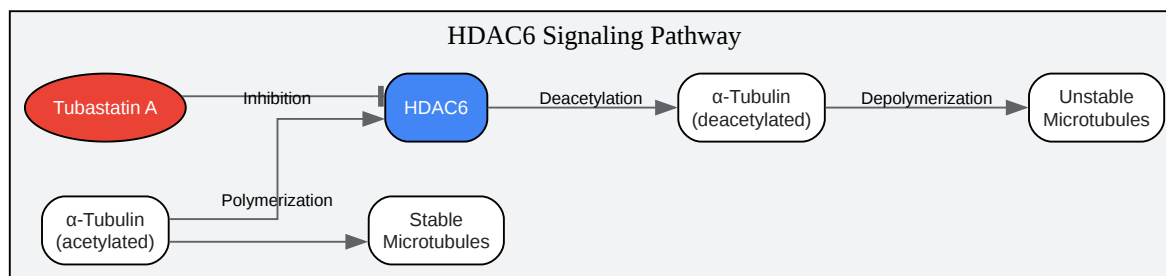 HDAC6 Signaling Pathway
Tubastatin A
Inhibition
HDAC6
Deacetylation
α-Tubulin
(deacetylated)
Depolymerization
Unstable
Microtubules
α-Tubulin
(acetylated)
Polymerization
Stable
Microtubules